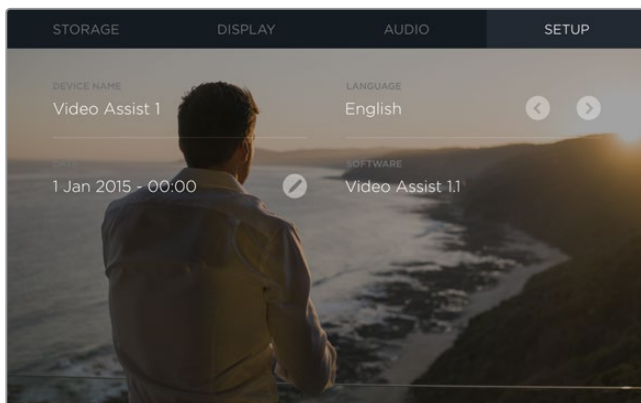 STORAGE DISPLAY AUDIO SETUP
DEVICE NAME LANGUAGE
Video Assist 1 English
DATE SOFTWARE
1 Jan 2015 - 00:00 Video Assist 1.1